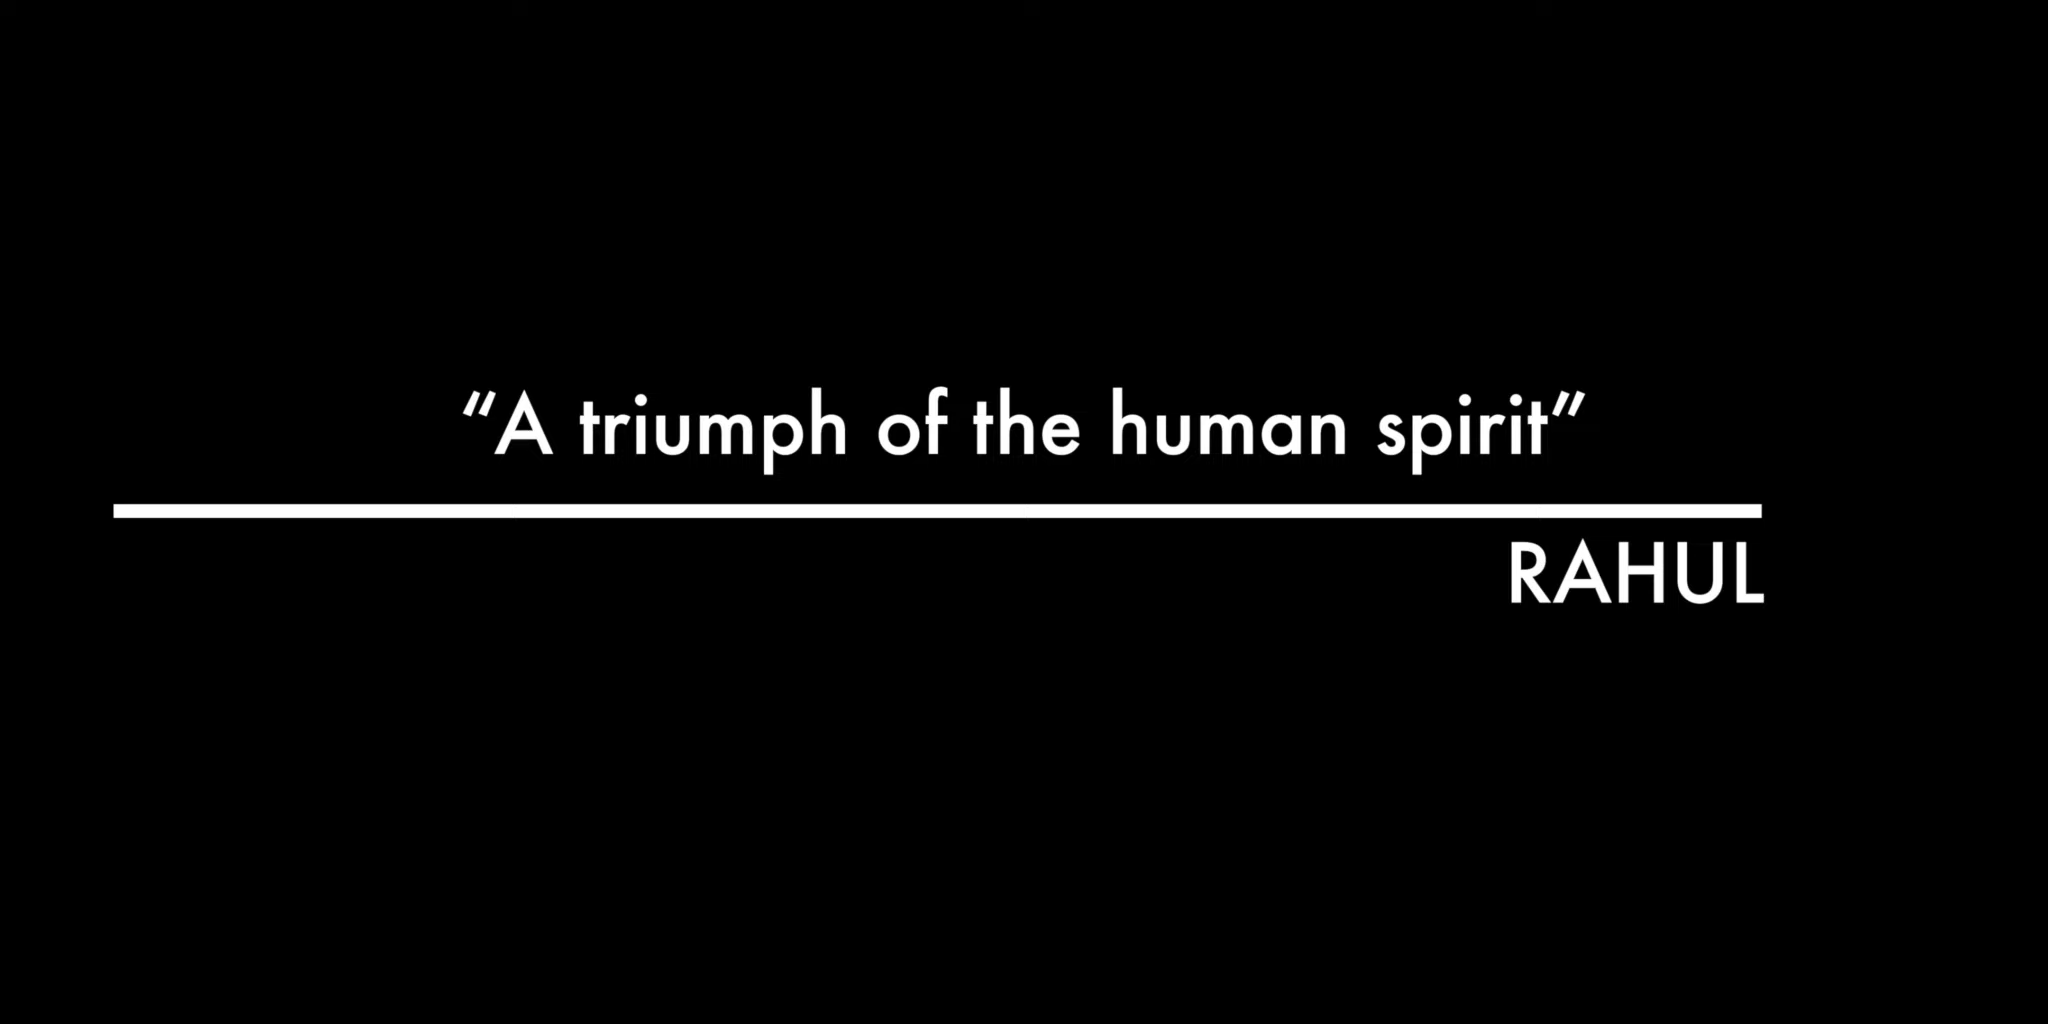 “A triumph of the human spirit”
RAHUL